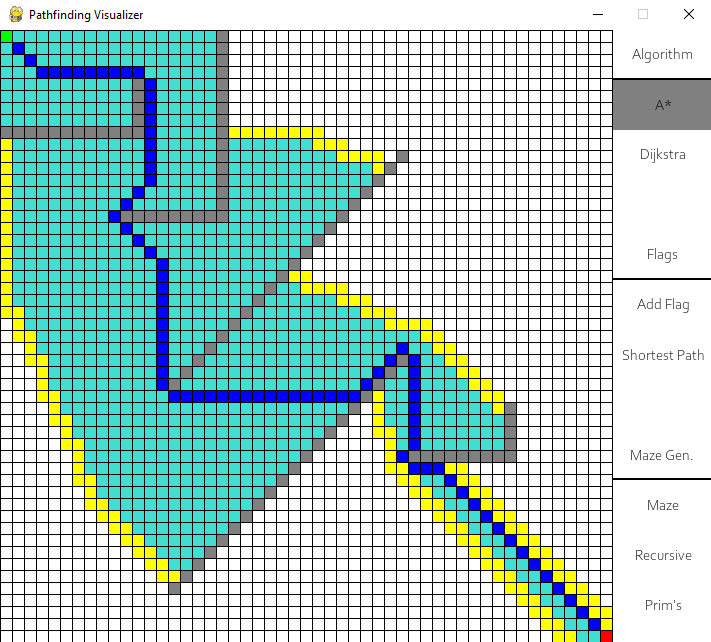 Pathfinding Visualizer
Algorithm
A*
Dijkstra
Flags
Add Flag
Shortest Path
Maze Gen.
Maze
Recursive
Prim's